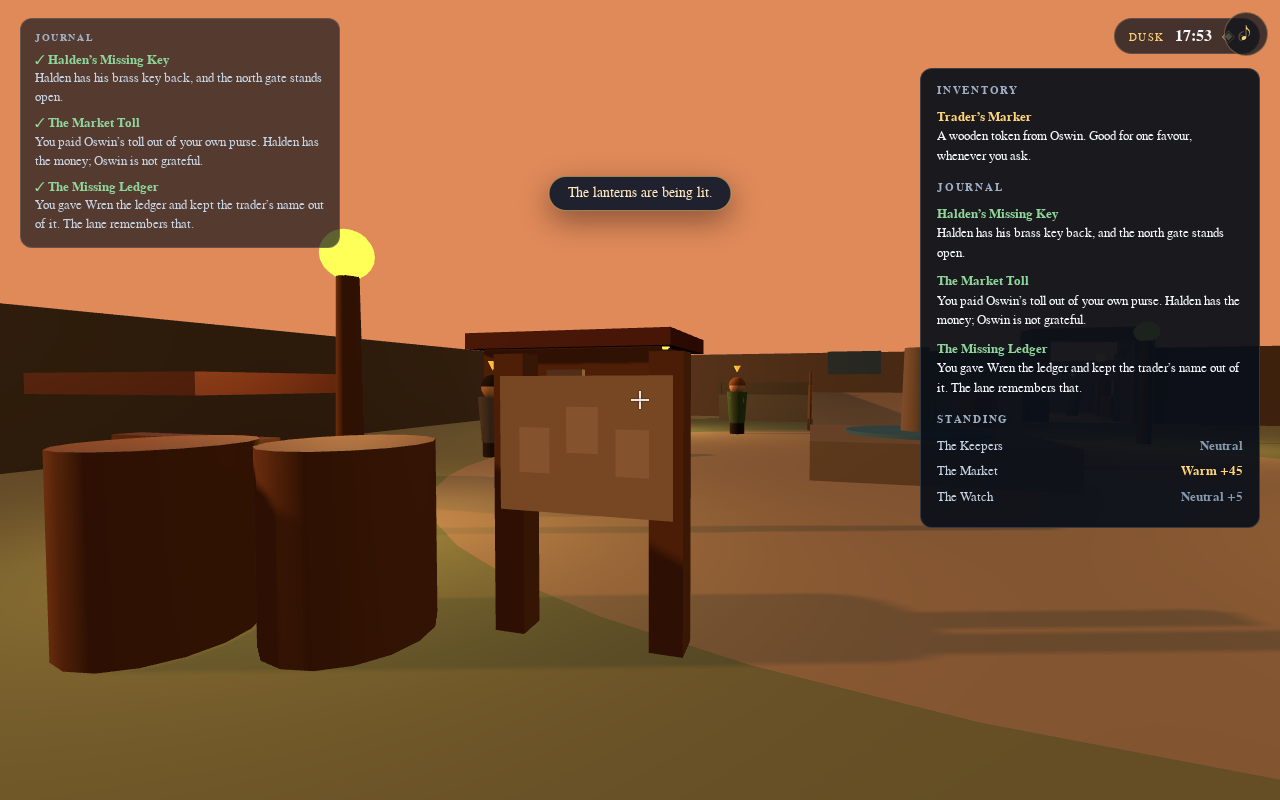 JOURNAL
✓ Halden's Missing Key
Halden has his brass key back, and the north gate stands
open.
✓ The Market Toll
You paid Oswin's toll out of your own purse. Halden has
the money; Oswin is not grateful.
✓ The Missing Ledger
You gave Wren the ledger and kept the trader's name out
of it. The lane remembers that.
DUSK 17:53
The lanterns are being lit.
INVENTORY
Trader's Marker
A wooden token from Oswin. Good for one favour,
whenever you ask.
JOURNAL
Halden's Missing Key
Halden has his brass key back, and the north gate stands
open.
The Market Toll
You paid Oswin's toll out of your own purse. Halden has the
money; Oswin is not grateful.
The Missing Ledger
You gave Wren the ledger and kept the trader's name out of
it. The lane remembers that.
STANDING
The Keepers Neutral
The Market Warm +45
The Watch Neutral +5